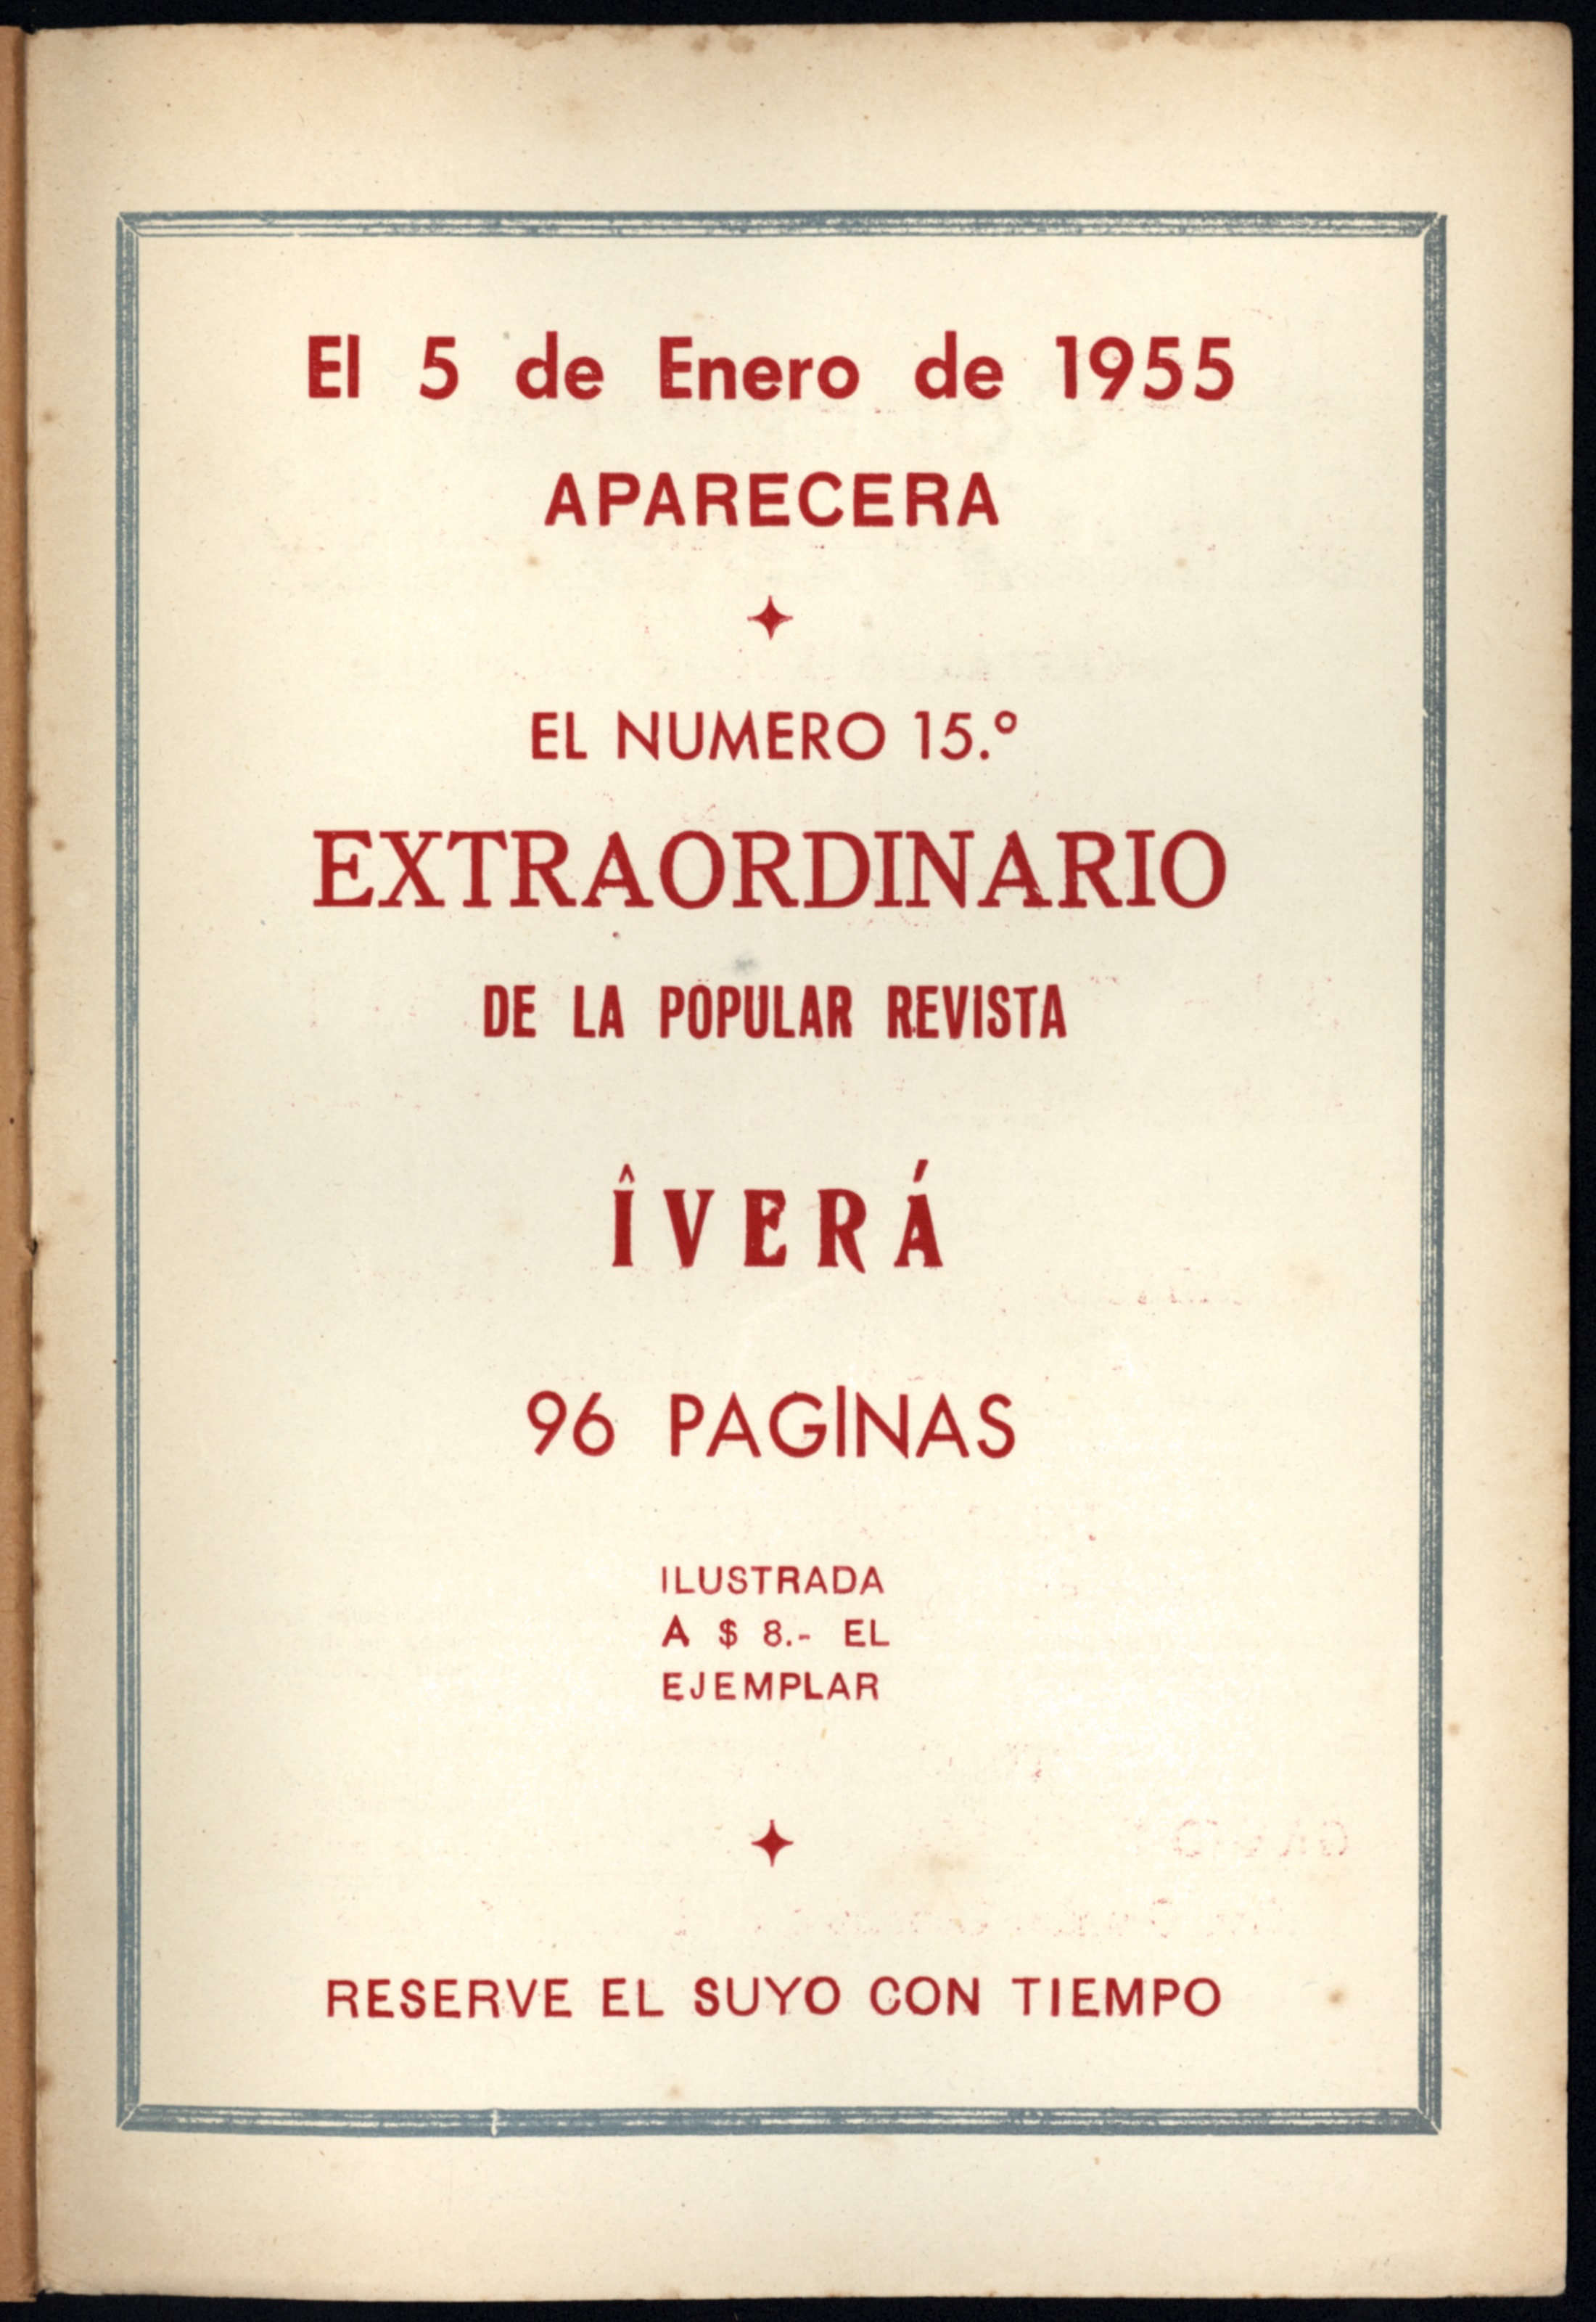 El 5 de Enero de 1955
APARECERA
EL NUMERO 15.º
EXTRAORDINARIO
DE LA POPULAR REVISTA
ÎVERÁ
96 PAGINAS
ILUSTRADA
A $ 8.- EL
EJEMPLAR
RESERVE EL SUYO CON TIEMPO